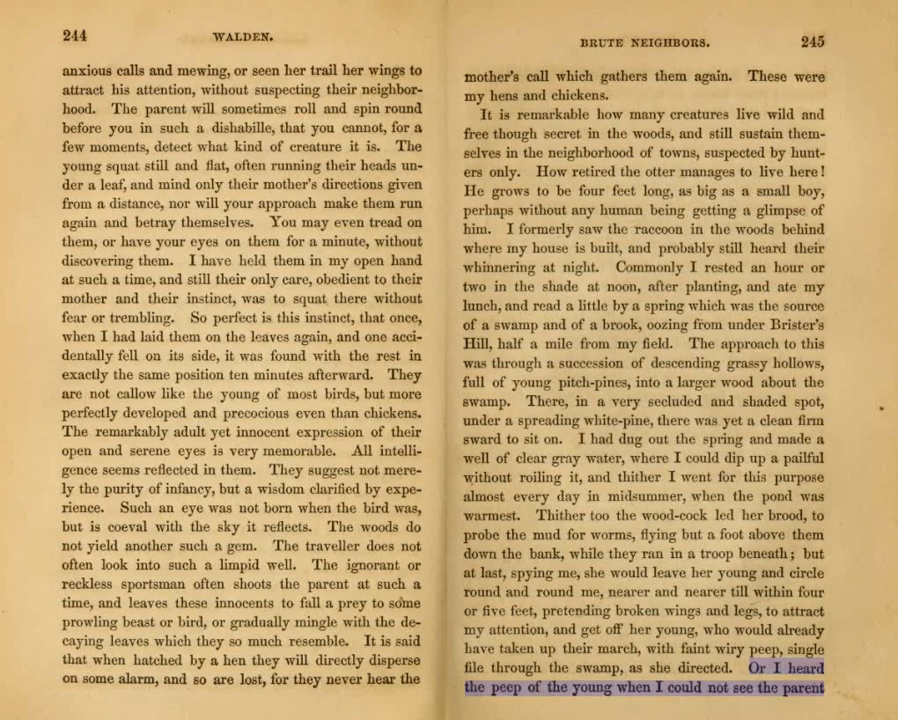 244
WALDEN.
anxious calls and mewing, or seen her trail her wings to
attract his attention, without suspecting their neighbor-
hood. The parent will sometimes roll and spin round
before you in such a dishabille, that you cannot, for a
few moments, detect what kind of creature it is. The
young squat still and flat, often running their heads un-
der a leaf, and mind only their mother's directions given
from a distance, nor will your approach make them run
again and betray themselves. You may even tread on
them, or have your eyes on them for a minute, without
discovering them. I have held them in my open hand
at such a time, and still their only care, obedient to their
mother and their instinct, was to squat there without
fear or trembling. So perfect is this instinct, that once,
when I had laid them on the leaves again, and one acci-
dentally fell on its side, it was found with the rest in
exactly the same position ten minutes afterward. They
are not callow like the young of most birds, but more
perfectly developed and precocious even than chickens.
The remarkably adult yet innocent expression of their
open and serene eyes is very memorable. All intelli-
gence seems reflected in them. They suggest not mere-
ly the purity of infancy, but a wisdom clarified by expe-
rience. Such an eye was not born when the bird was,
but is coeval with the sky it reflects. The woods do
not yield another such a gem. The traveller does not
often look into such a limpid well. The ignorant or
reckless sportsman often shoots the parent at such a
time, and leaves these innocents to fall a prey to some
prowling beast or bird, or gradually mingle with the de-
caying leaves which they so much resemble. It is said
that when hatched by a hen they will directly disperse
on some alarm, and so are lost, for they never hear the
BRUTE NEIGHBORS.
245
mother's call which gathers them again. These were
my hens and chickens.
It is remarkable how many creatures live wild and
free though secret in the woods, and still sustain them-
selves in the neighborhood of towns, suspected by hunt-
ers only. How retired the otter manages to live here!
He grows to be four feet long, as big as a small boy,
perhaps without any human being getting a glimpse of
him. I formerly saw the raccoon in the woods behind
where my house is built, and probably still heard their
whinnering at night. Commonly I rested an hour or
two in the shade at noon, after planting, and ate my
lunch, and read a little by a spring which was the source
of a swamp and of a brook, oozing from under Brister's
Hill, half a mile from my field. The approach to this
was through a succession of descending grassy hollows,
full of young pitch-pines, into a larger wood about the
swamp. There, in a very secluded and shaded spot,
under a spreading white-pine, there was yet a clean firm
sward to sit on. I had dug out the spring and made a
well of clear gray water, where I could dip up a pailful
without roiling it, and thither I went for this purpose
almost every day in midsummer, when the pond was
warmest. Thither too the wood-cock led her brood, to
probe the mud for worms, flying but a foot above them
down the bank, while they ran in a troop beneath; but
at last, spying me, she would leave her young and circle
round and round me, nearer and nearer till within four
or five feet, pretending broken wings and legs, to attract
my attention, and get off her young, who would already
have taken up their march, with faint wiry peep, single
file through the swamp, as she directed. Or I heard
the peep of the young when I could not see the parent